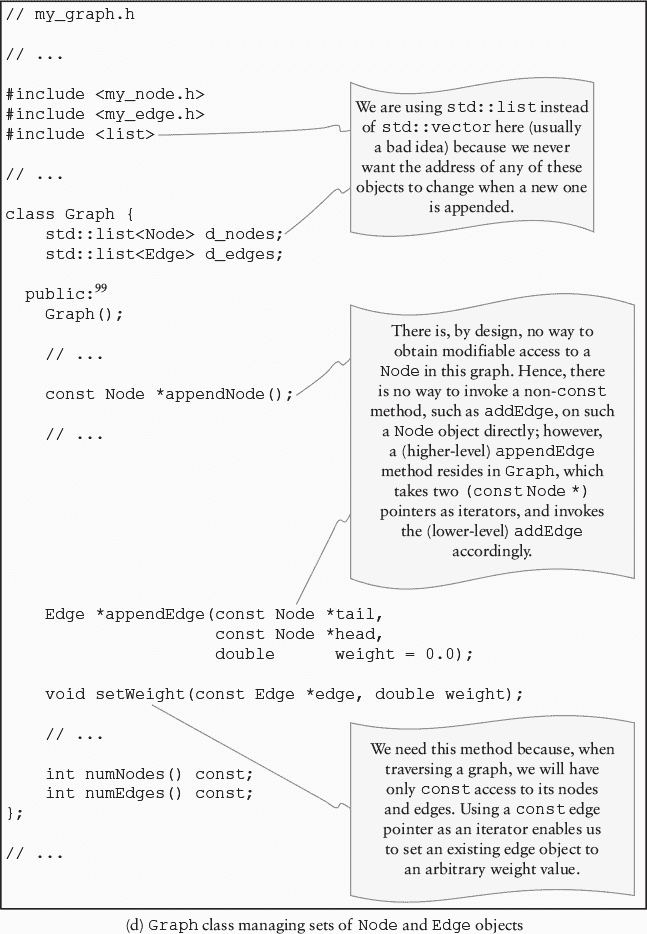 // my_graph.h
// ...
#include <my_node.h>
#include <my_edge.h>
#include <list>
We are using std::list instead
of std::vector here (usually
a bad idea) because we never
want the address of any of these
objects to change when a new one
is appended.
// ...
class Graph {
    std::list<Node> d_nodes;
    std::list<Edge> d_edges;
  public:99
    Graph();
    // ...
    const Node *appendNode();
    // ...
There is, by design, no way to
obtain modifiable access to a
Node in this graph. Hence, there
is no way to invoke a non-const
method, such as addEdge, on such
a Node object directly; however,
a (higher-level) appendEdge
method resides in Graph, which
takes two (const Node *)
pointers as iterators, and invokes
the (lower-level) addEdge
accordingly.
    Edge *appendEdge(const Node *tail,
                     const Node *head,
                     double      weight = 0.0);
    void setWeight(const Edge *edge, double weight);
    // ...
    int numNodes() const;
    int numEdges() const;
};
// ...
We need this method because, when
traversing a graph, we will have
only const access to its nodes
and edges. Using a const edge
pointer as an iterator enables us
to set an existing edge object to
an arbitrary weight value.
(d) Graph class managing sets of Node and Edge objects